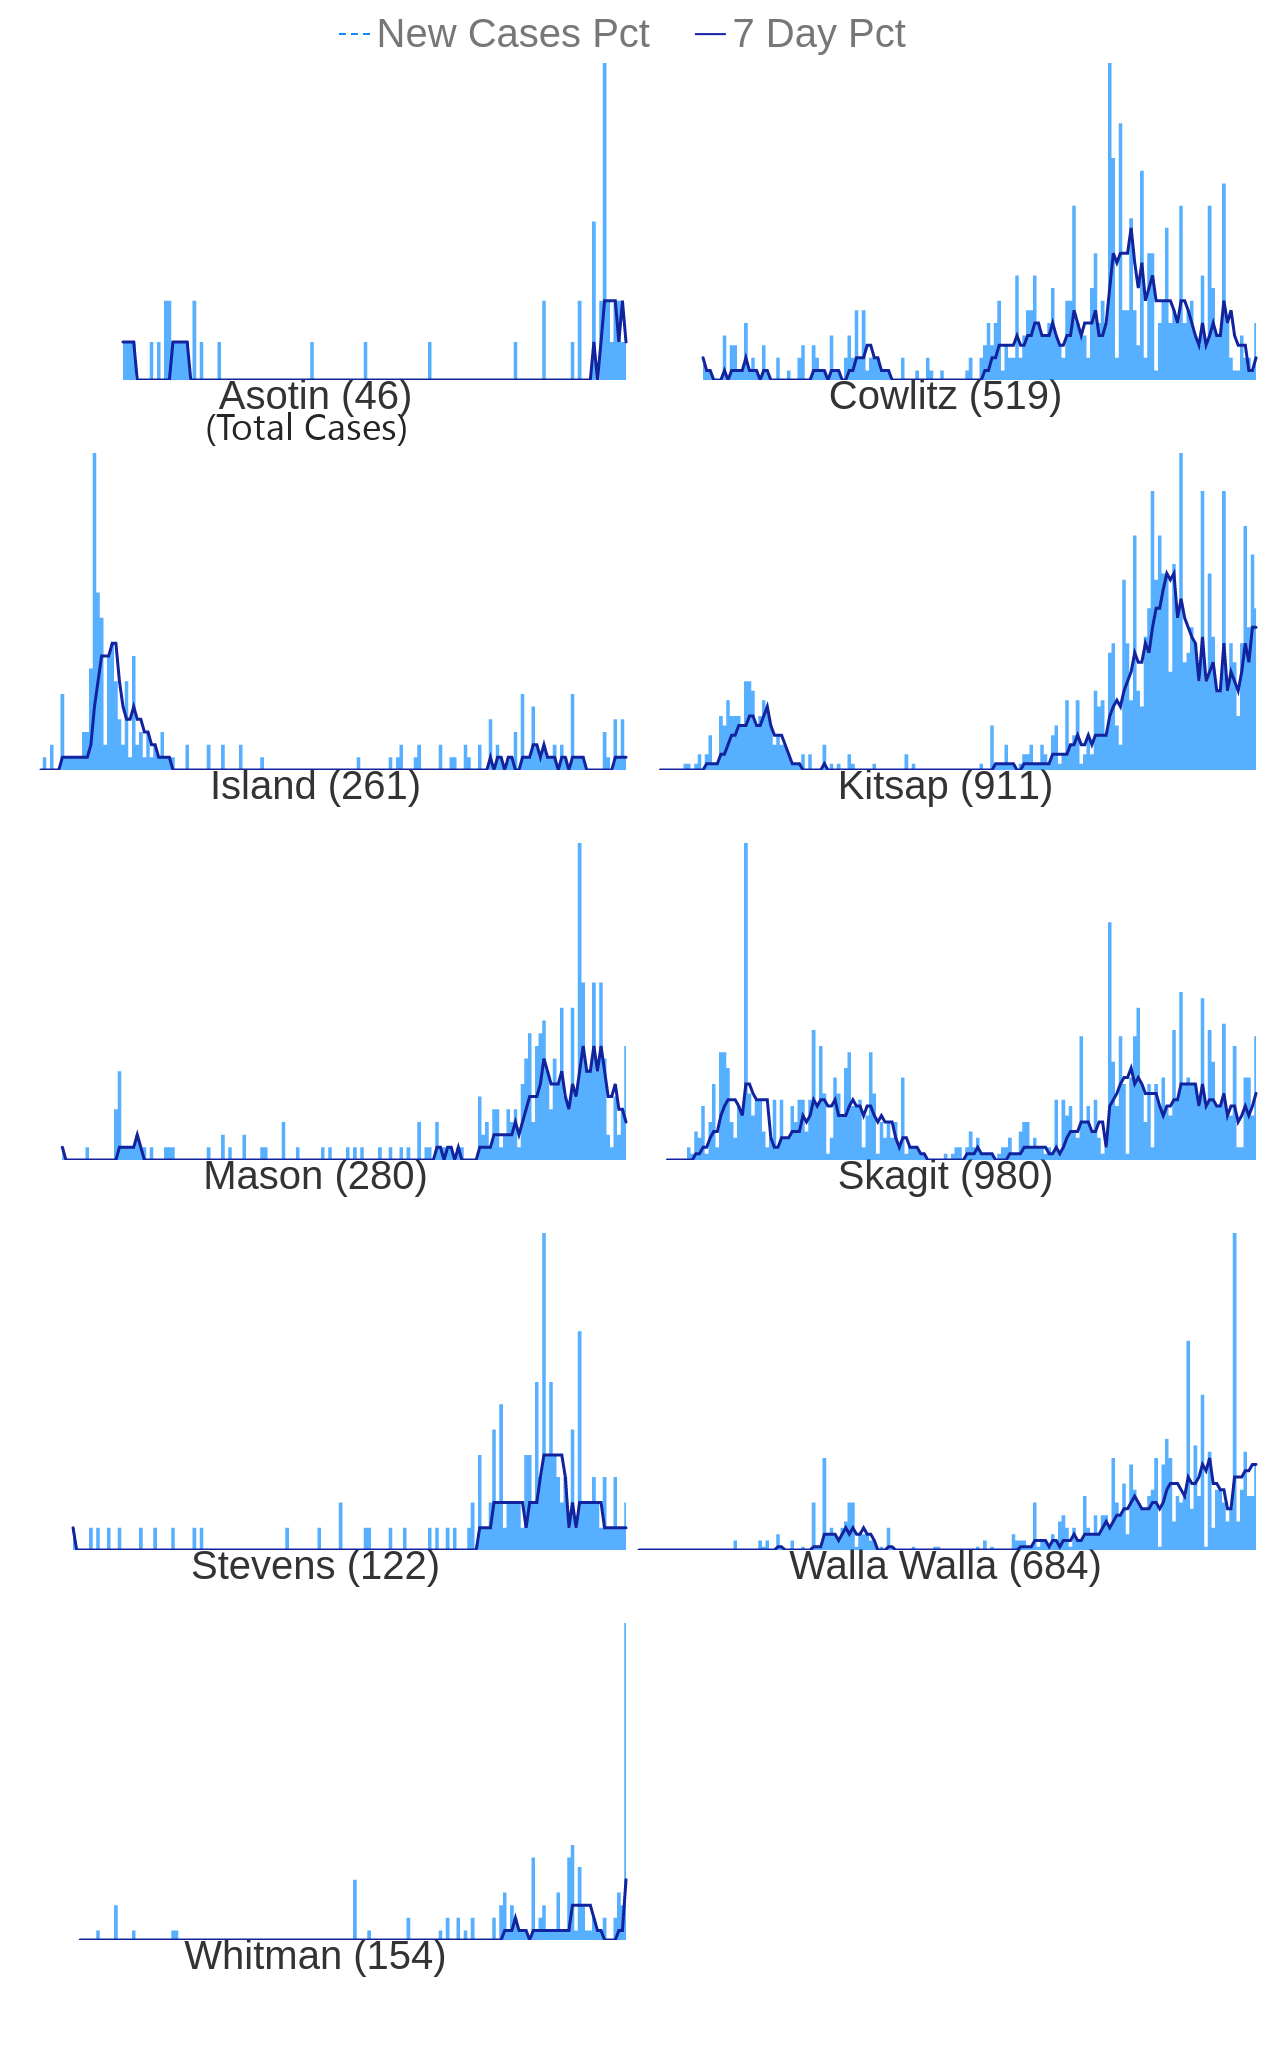 New Cases Pct 7 Day Pct
Asotin (46)
(Total Cases)
Cowlitz (519)
Island (261)
Kitsap (911)
Mason (280)
Skagit (980)
Stevens (122)
Walla Walla (684)
Whitman (154)